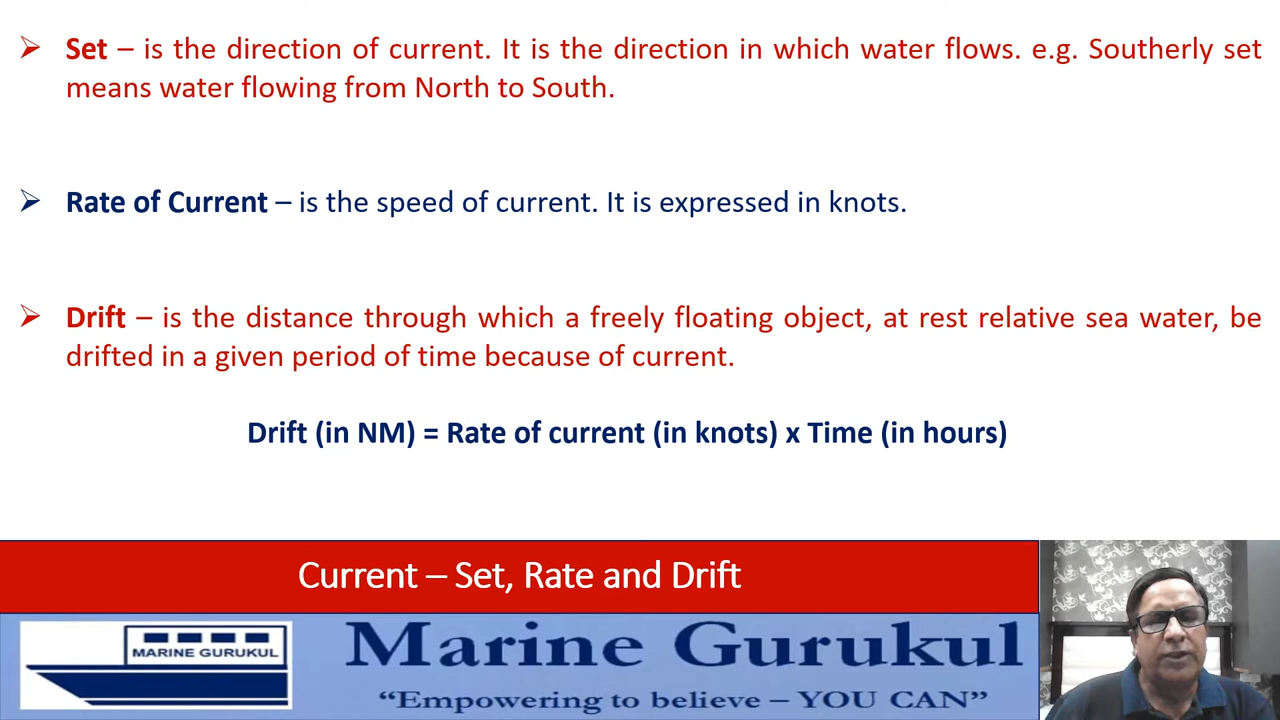 ➢ Set – is the direction of current. It is the direction in which water flows. e.g. Southerly set
means water flowing from North to South.
➢ Rate of Current – is the speed of current. It is expressed in knots.
➢ Drift – is the distance through which a freely floating object, at rest relative sea water, be
drifted in a given period of time because of current.
Drift (in NM) = Rate of current (in knots) x Time (in hours)
Current – Set, Rate and Drift
MARINE GURUKUL
Marine Gurukul
“Empowering to believe – YOU CAN”